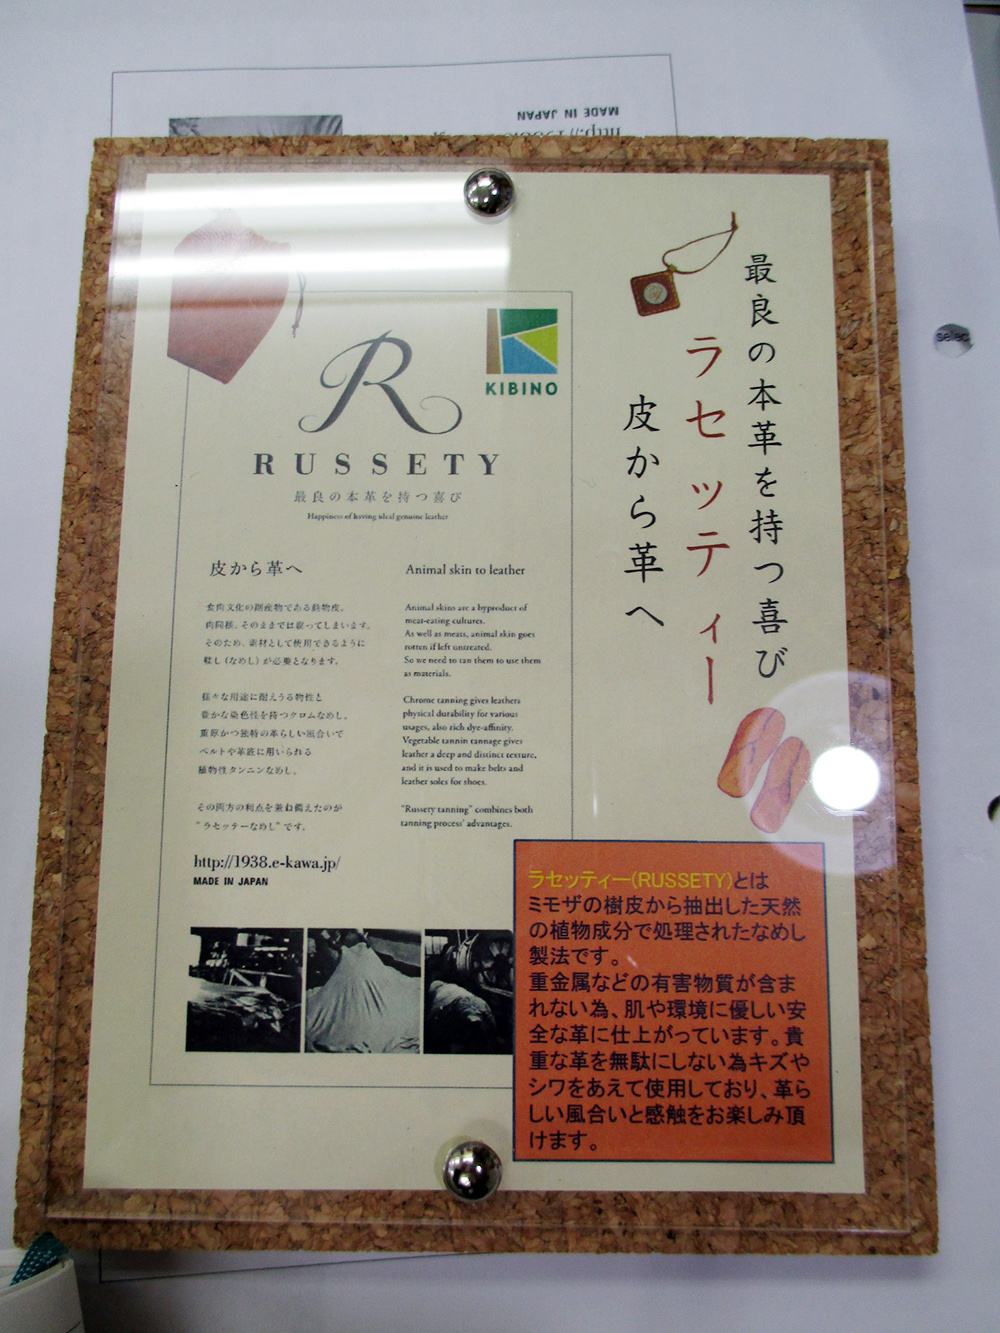 MADE IN JAPAN
selec
最良の本革を持つ喜び
ラセッティー
皮から革へ
KIBINO
R
RUSSETY
最良の本革を持つ喜び
Happiness of having ideal genuine leather
皮から革へ
食肉文化の副産物である動物皮。
肉同様、そのままでは腐ってしまいます。
そのため、素材として使用できるように
鞣し(なめし)が必要となります。
様々な用途に耐えうる物性と
豊かな染色性を持つクロムなめし。
重厚かつ独特の革らしい風合いで
ベルトや革底に用いられる
植物性タンニンなめし。
その両方の利点を兼ね備えたのが
"ラセッテーなめし"です。
Animal skin to leather
Animal skins are a byproduct of
meat-eating cultures.
As well as meats, animal skin goes
rotten if left untreated.
So we need to tan them to use them
as materials.
Chrome tanning gives leathers
physical durability for various
usages, also rich dye-affinity.
Vegetable tannin tannage gives
leather a deep and distinct texture,
and it is used to make belts and
leather soles for shoes.
"Russety tanning" combines both
tanning process' advantages.
http://1938.e-kawa.jp/
MADE IN JAPAN
ラセッティー(RUSSETY)とは
ミモザの樹皮から抽出した天然
の植物成分で処理されたなめし
製法です。
重金属などの有害物質が含ま
れない為、肌や環境に優しい安
全な革に仕上がっています。貴
重な革を無駄にしない為キズや
シワをあえて使用しており、革ら
しい風合いと感触をお楽しみ頂
けます。